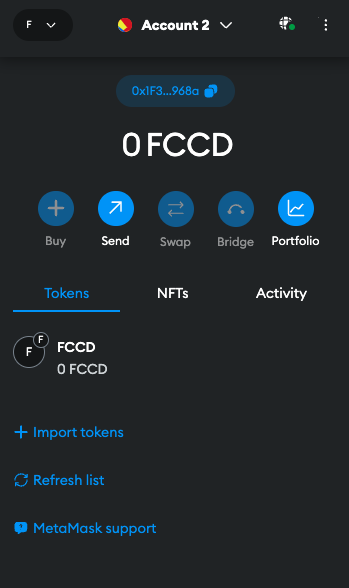 F
Account 2
0x1F3...968a
0 FCCD
Buy
Send
Swap
Bridge
Portfolio
Tokens
NFTs
Activity
F
F
FCCD
0 FCCD
Import tokens
Refresh list
MetaMask support